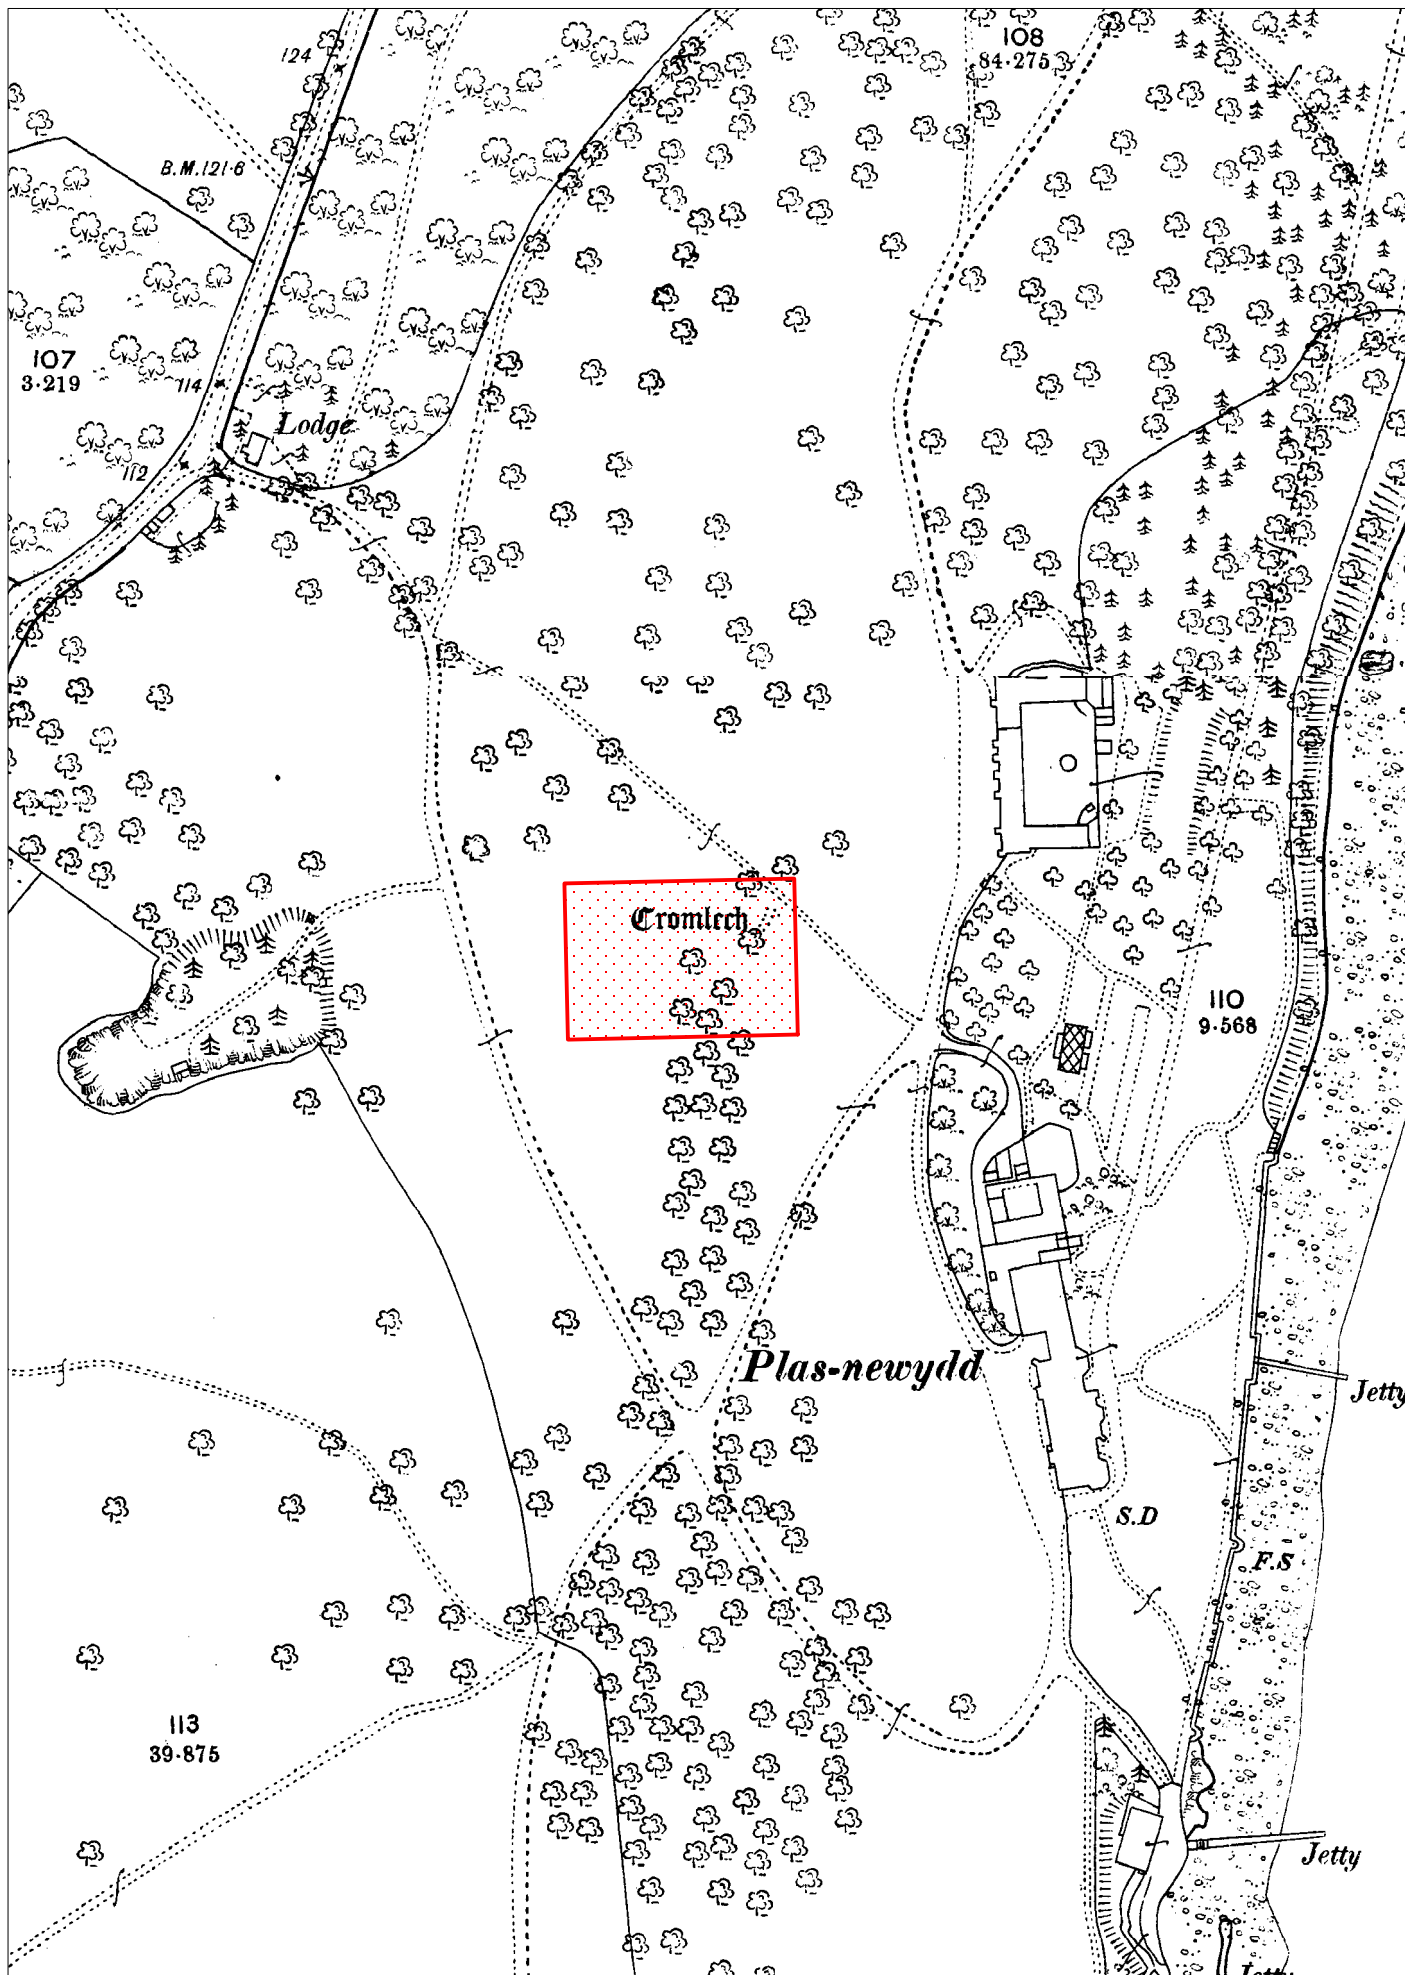 108
84·275
124
B.M.121·6
107
3·219
114
Lodge
112
Cromlech
110
9·568
Plas-newydd
Jetty
S.D
F.S
113
39·875
Jetty
Jetty